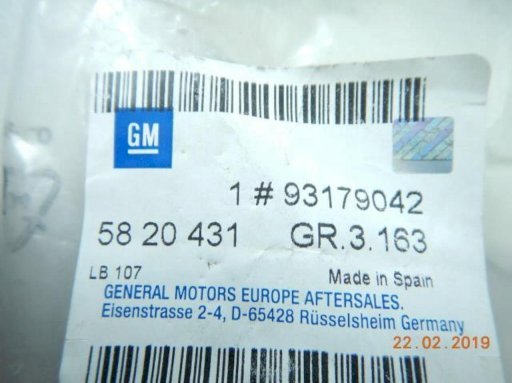 GM
1 # 93179042
58 20 431 GR.3.163
LB 107 Made in Spain
GENERAL MOTORS EUROPE AFTERSALES.
Eisenstrasse 2-4, D-65428 Rüsselsheim Germany
22.02.2019